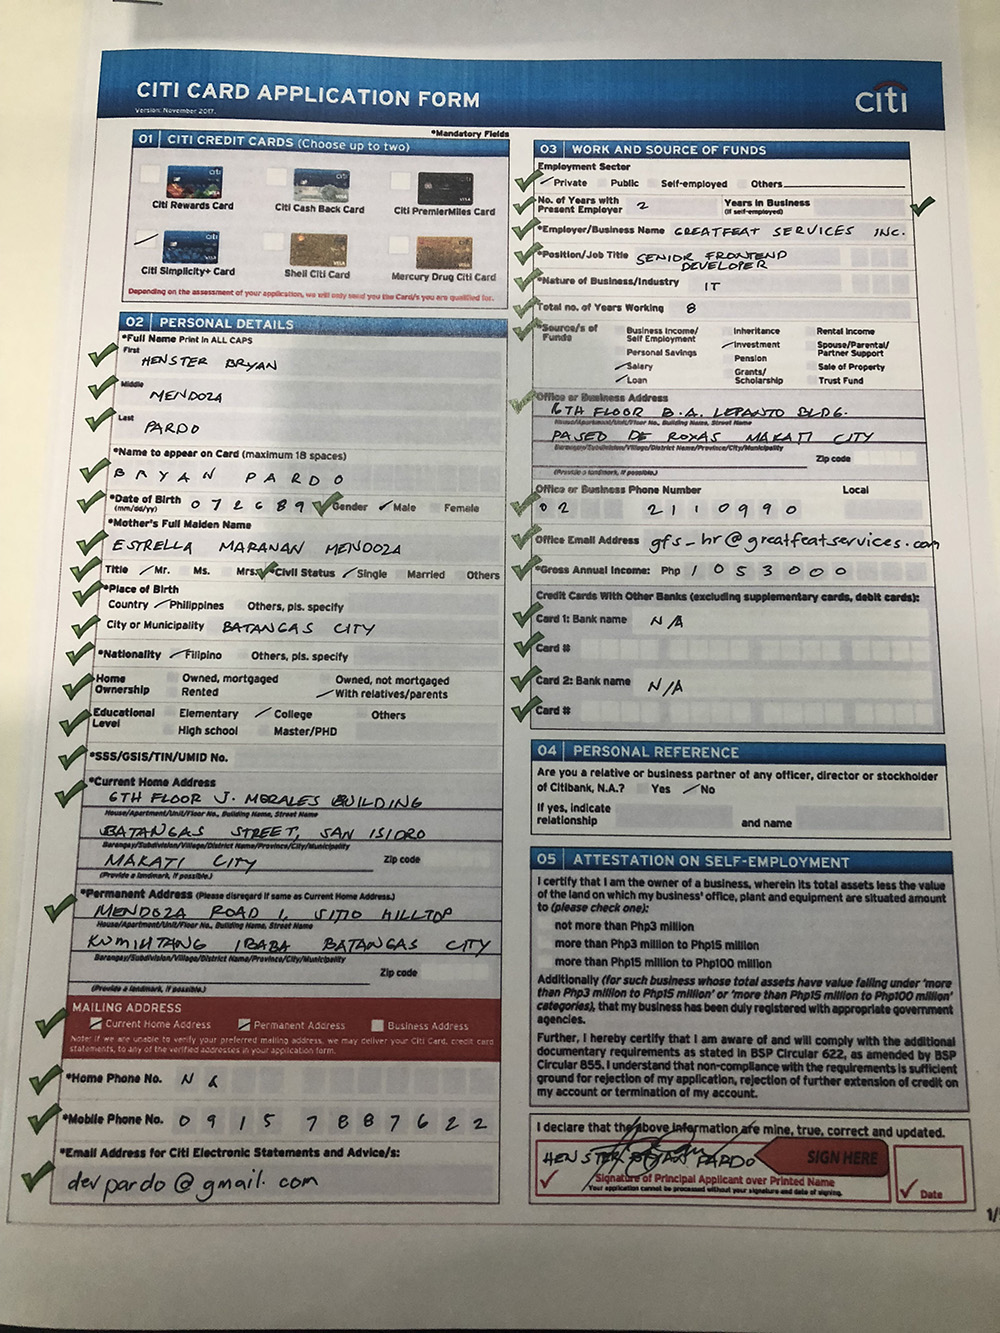 CITI CARD APPLICATION FORM
Version: November 2017.
citi
*Mandatory Fields
01 CITI CREDIT CARDS (Choose up to two)
Citi Rewards Card
Citi Cash Back Card
Citi PremierMiles Card
Citi Simplicity+ Card
Shell Citi Card
Mercury Drug Citi Card
Depending on the assessment of your application, we will only send you the Card/s you are qualified for.
02 PERSONAL DETAILS
*Full Name Print in ALL CAPS
First
HENSTER BRYAN
Middle
MENDOZA
Last
PARDO
*Name to appear on Card (maximum 18 spaces)
BRYAN PARDO
*Date of Birth 072689 Gender Male Female
(mm/dd/yy)
*Mother's Full Maiden Name
ESTRELLA MARANAN MENDOZA
Title Mr. Ms. Mrs. *Civil Status Single Married Others
*Place of Birth
Country Philippines Others, pls. specify
City or Municipality BATANGAS CITY
*Nationality Filipino Others, pls. specify
Home Ownership
Owned, mortgaged Owned, not mortgaged
Rented With relatives/parents
Educational Level
Elementary College Others
High school Master/PHD
*SSS/GSIS/TIN/UMID No.
*Current Home Address
6TH FLOOR J. MORALES BUILDING
House/Apartment/Unit/Floor No., Building Name, Street Name
BATANGAS STREET, SAN ISIDRO
Barangay/Subdivision/Village/District Name/Province/City/Municipality
MAKATI CITY Zip code
(Provide a landmark, if possible.)
*Permanent Address (Please disregard if same as Current Home Address.)
MENDOZA ROAD 1, SITIO HILLTOP
House/Apartment/Unit/Floor No., Building Name, Street Name
KUMINTANG IBABA BATANGAS CITY
Barangay/Subdivision/Village/District Name/Province/City/Municipality
Zip code
(Provide a landmark, if possible.)
MAILING ADDRESS
Current Home Address Permanent Address Business Address
Note: If we are unable to verify your preferred mailing address, we may deliver your Citi Card, credit card
statements, to any of the verified addresses in your application form.
*Home Phone No. N
*Mobile Phone No. 0915 7887622
*Email Address for Citi Electronic Statements and Advice/s:
devpardo@gmail.com
03 WORK AND SOURCE OF FUNDS
Employment Sector
Private Public Self-employed Others
*No. of Years with Present Employer 2
Years in Business
(if self-employed)
*Employer/Business Name GREATFEAT SERVICES INC.
*Position/Job Title SENIOR FRONTEND
DEVELOPER
*Nature of Business/Industry IT
Total no. of Years Working 8
*Source/s of Funds
Business Income/ Self Employment
Inheritance
Rental Income
Personal Savings
Investment
Spouse/Parental/ Partner Support
Salary
Pension
Sale of Property
Loan
Grants/ Scholarship
Trust Fund
Office or Business Address
16TH FLOOR B.A. LEPANTO BLDG.
House/Apartment/Unit/Floor No., Building Name, Street Name
PASEO DE ROXAS MAKATI CITY
Barangay/Subdivision/Village/District Name/Province/City/Municipality
Zip code
(Provide a landmark, if possible.)
Office or Business Phone Number Local
02 2110990
Office Email Address gfs_hr@greatfeatservices.com
*Gross Annual Income: Php 1053000
Credit Cards With Other Banks (excluding supplementary cards, debit cards):
Card 1: Bank name N/A
Card #
Card 2: Bank name N/A
Card #
04 PERSONAL REFERENCE
Are you a relative or business partner of any officer, director or stockholder
of Citibank, N.A.? Yes No
If yes, indicate
relationship and name
05 ATTESTATION ON SELF-EMPLOYMENT
I certify that I am the owner of a business, wherein its total assets less the value
of the land on which my business' office, plant and equipment are situated amount
to (please check one):
not more than Php3 million
more than Php3 million to Php15 million
more than Php15 million to Php100 million
Additionally (for such business whose total assets have value falling under 'more
than Php3 million to Php15 million' or 'more than Php15 million to Php100 million'
categories), that my business has been duly registered with appropriate government
agencies.
Further, I hereby certify that I am aware of and will comply with the additional
documentary requirements as stated in BSP Circular 622, as amended by BSP
Circular 855. I understand that non-compliance with the requirements is sufficient
ground for rejection of my application, rejection of further extension of credit on
my account or termination of my account.
I declare that the above information are mine, true, correct and updated.
HENSTER BRYAN PARDO SIGN HERE
Signature of Principal Applicant over Printed Name
Your application cannot be processed without your signature and date of signing.
Date